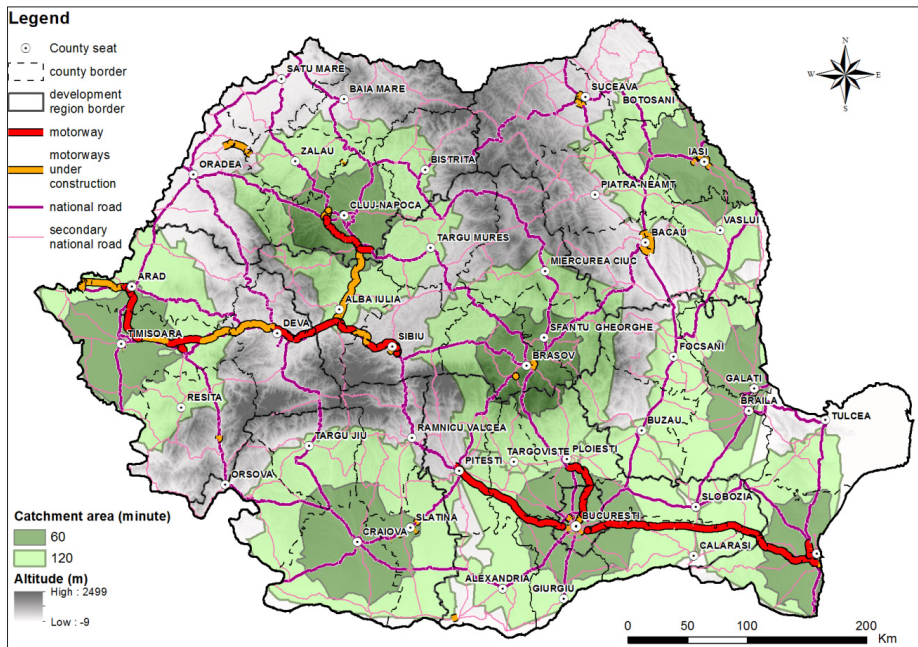 Legend
County seat
county border
development
region border
motorway
motorways
under
construction
national road
secondary
national road
N
W
E
S
SATU MARE
BAIA MARE
SUCEAVA
BOTOSANI
ORADEA
ZALAU
BISTRITA
IASI
PIATRA-NEAMT
CLUJ-NAPOCA
VASLUI
TARGU MURES
BACAU
MIERCUREA CIUC
ARAD
ALBA IULIA
TIMISOARA
DEVA
SIBIU
SFANTU GHEORGHE
BRASOV
FOCSANI
GALATI
RESITA
BRAILA
TULCEA
TARGU JIU
RAMNICU VALCEA
BUZAU
TARGOVISTE
PLOIESTI
PITESTI
ORSOVA
SLOBOZIA
SLATINA
BUCURESTI
CRAIOVA
CALARASI
ALEXANDRIA
GIURGIU
Catchment area (minute)
60
120
Altitude (m)
High : 2499
Low : -9
0
50
100
200
Km